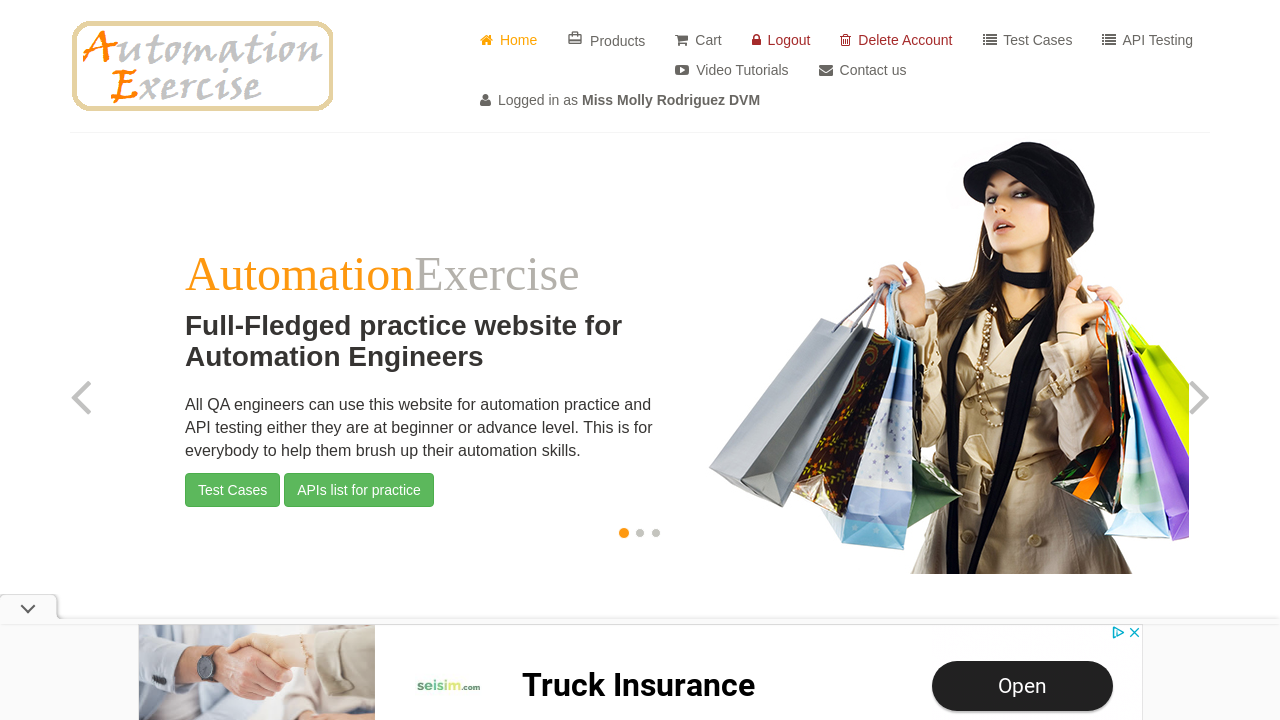 Automation
Exercise
Home Products Cart Logout Delete Account Test Cases API Testing
Video Tutorials Contact us
Logged in as Miss Molly Rodriguez DVM
AutomationExercise
Full-Fledged practice website for
Automation Engineers
All QA engineers can use this website for automation practice and
API testing either they are at beginner or advance level. This is for
everybody to help them brush up their automation skills.
Test Cases APIs list for practice
seisim.com Truck Insurance Open